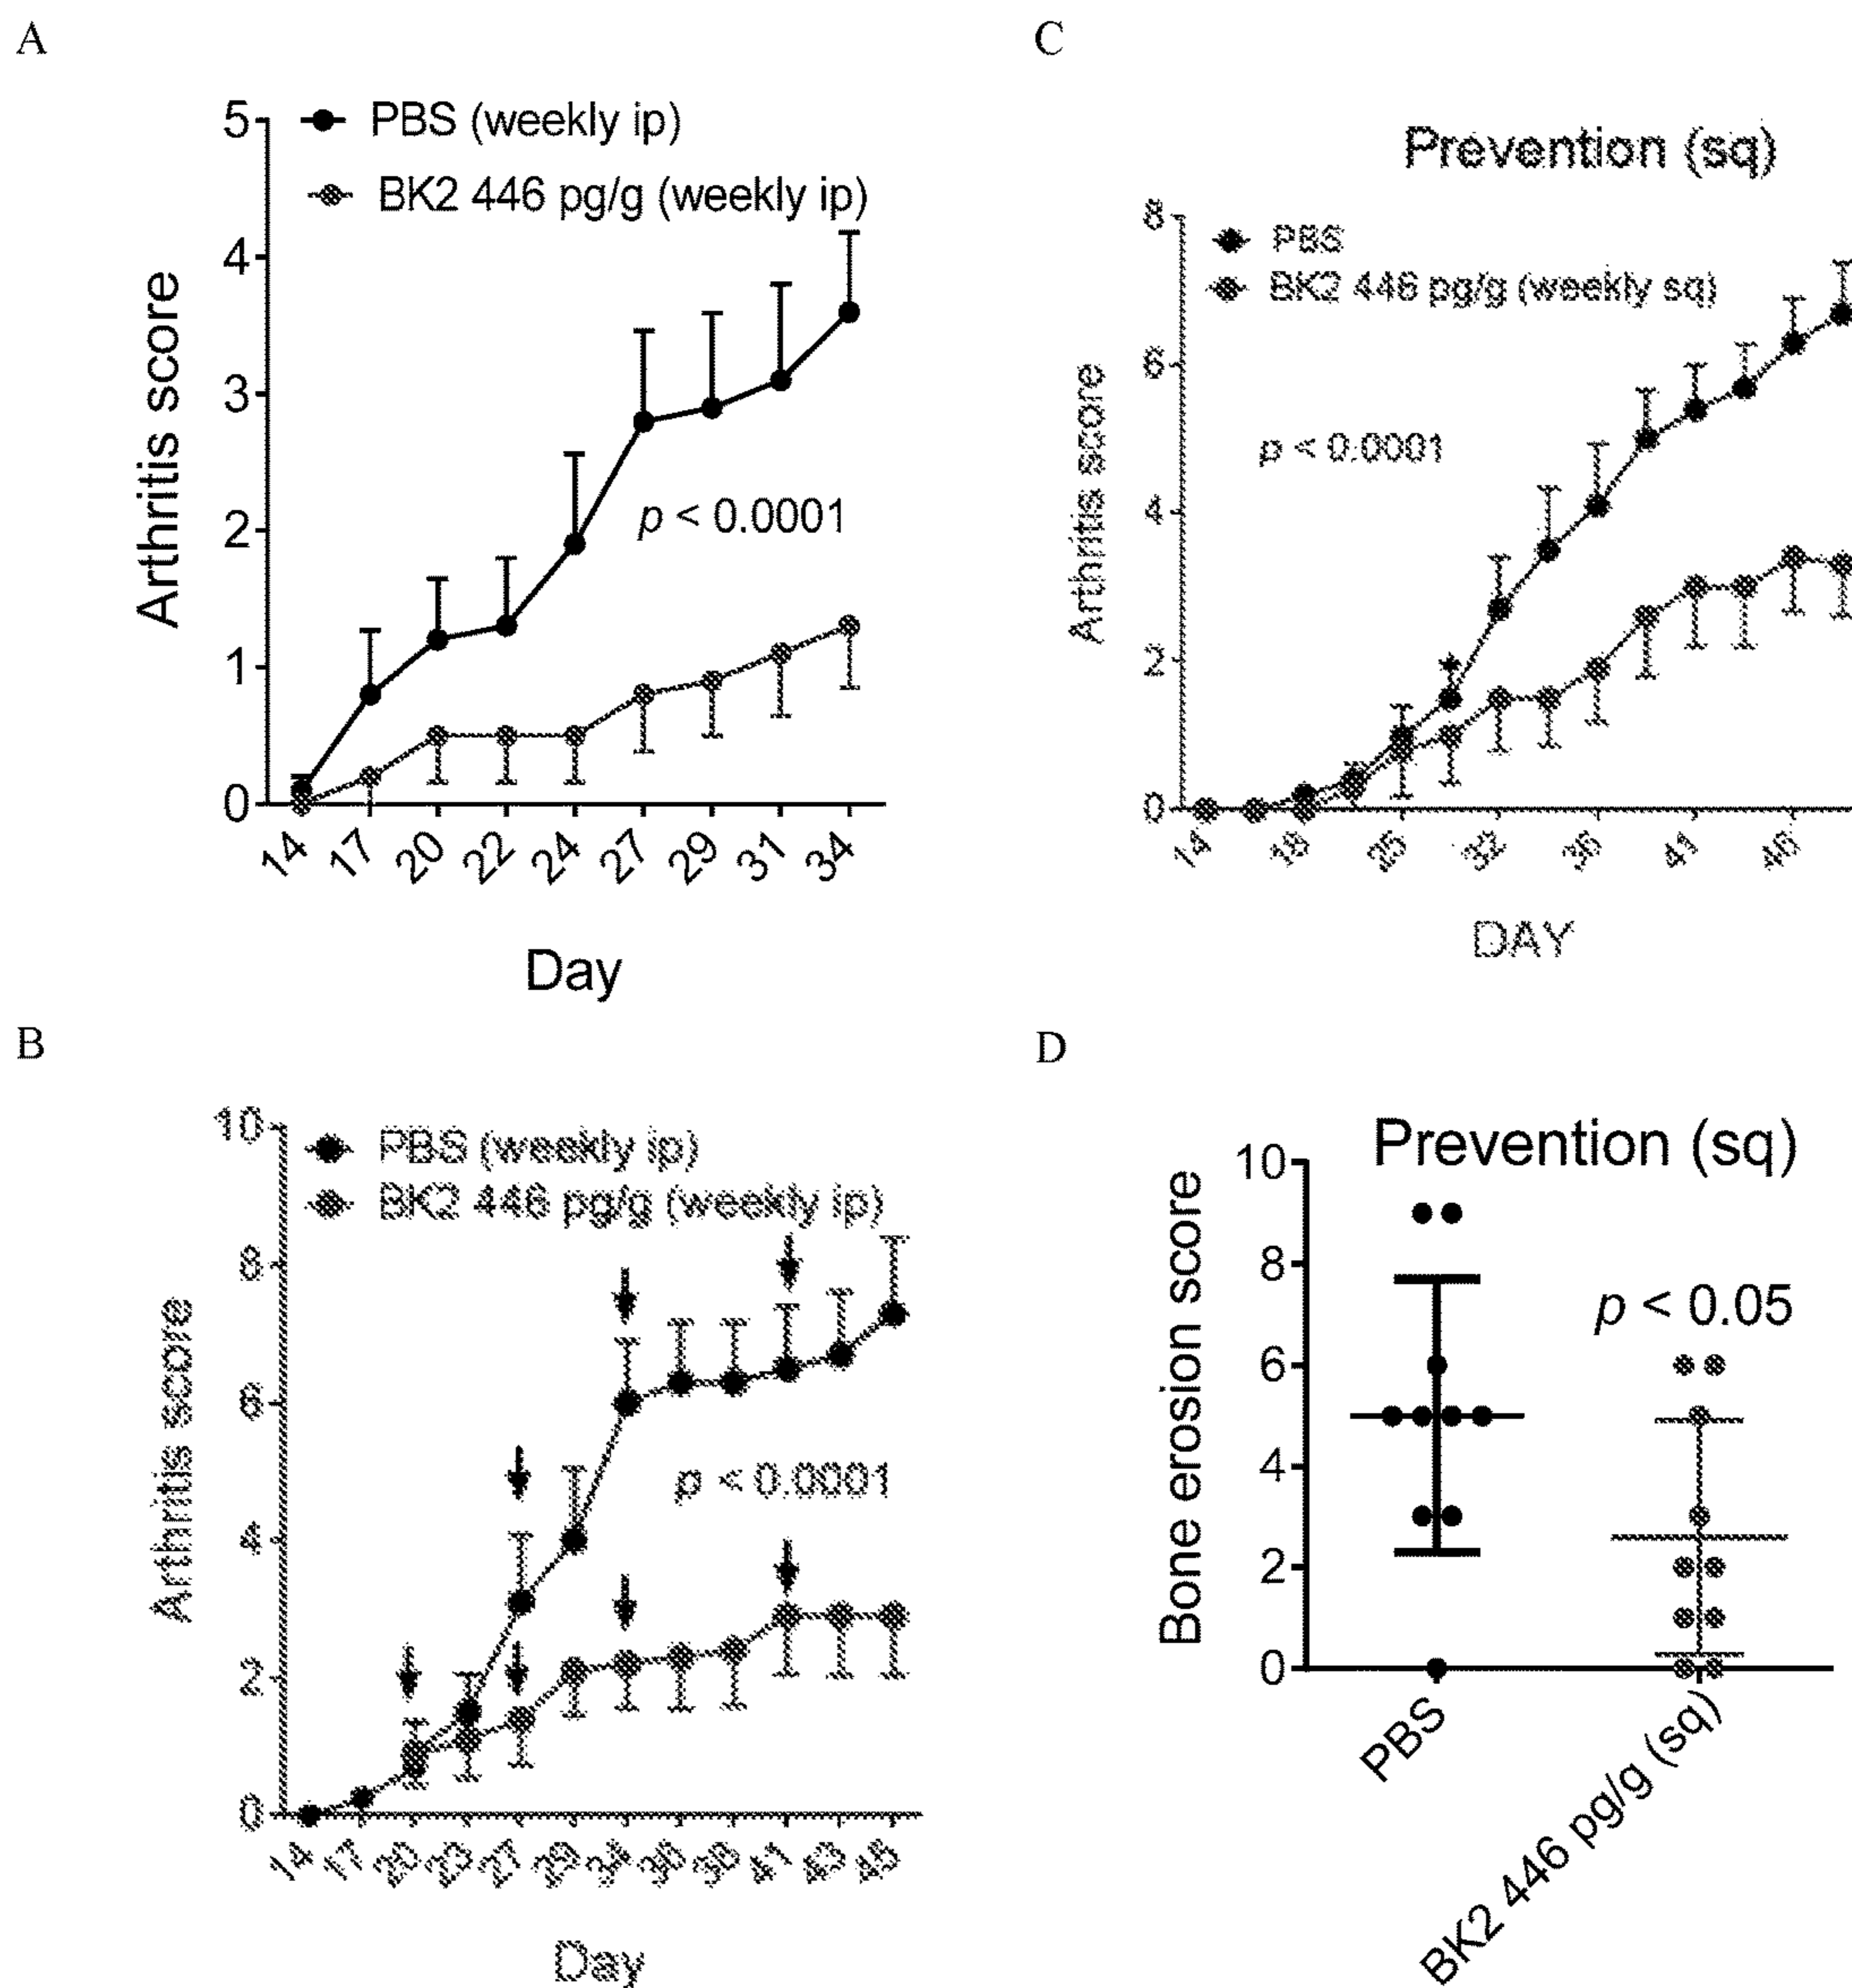 A
5
4
3
2
1
0
PBS (weekly ip)
BK2 446 pg/g (weekly ip)
p < 0.0001
Arthritis score
14 17 20 22 24 27 29 31 34
Day
C
Prevention (sq)
8
6
4
2
0
PBS
BK2 446 pg/g (weekly sq)
p < 0.0001
*
Arthritis score
14 18 25 32 36 41 46
DAY
B
10
8
6
4
2
0
PBS (weekly ip)
BK2 446 pg/g (weekly ip)
p < 0.0001
Arthritis score
14 17 20 27 29 34 41 43
Day
D
Prevention (sq)
10
8
6
4
2
0
p < 0.05
Bone erosion score
PBS
BK2 446 pg/g (sq)